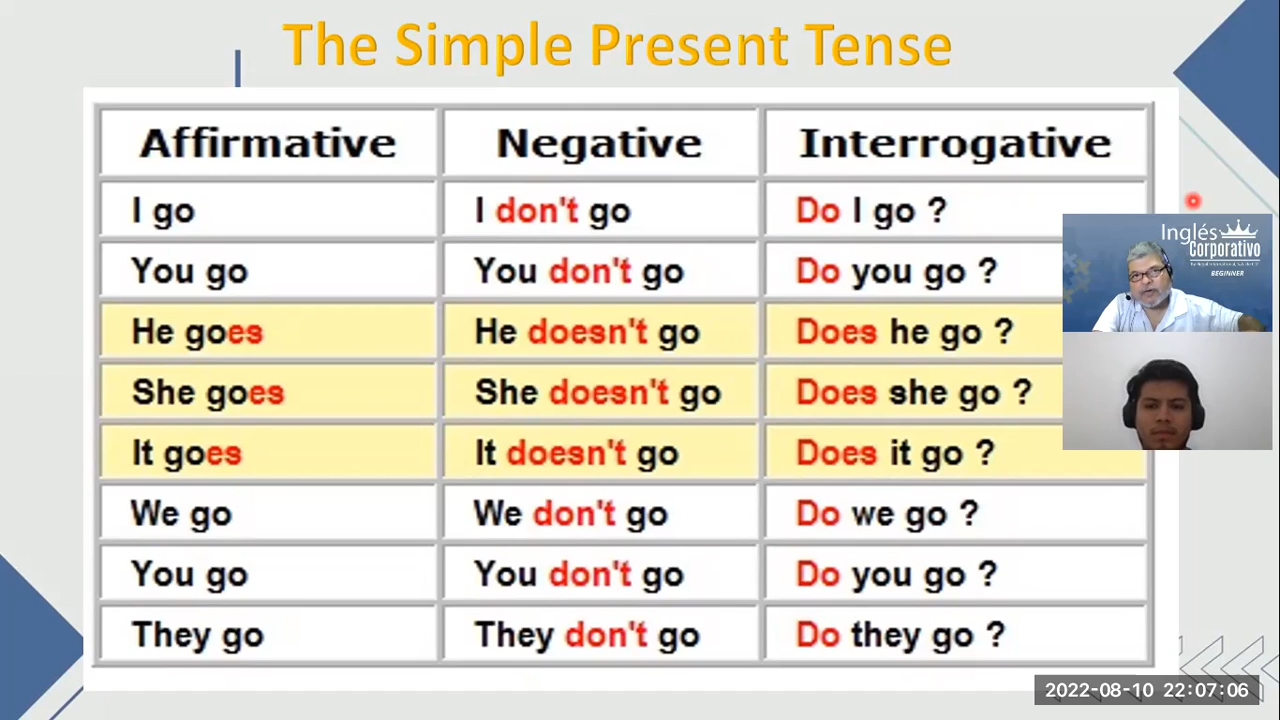 The Simple Present Tense
Affirmative Negative Interrogative
I go I don't go Do I go ?
You go You don't go Do you go ?
He goes He doesn't go Does he go ?
She goes She doesn't go Does she go ?
It goes It doesn't go Does it go ?
We go We don't go Do we go ?
You go You don't go Do you go ?
They go They don't go Do they go ?
Inglés
Corporativo
BEGINNER
2022-08-10 22:07:06